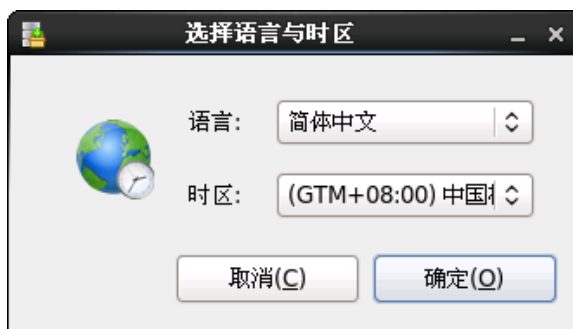 选择语言与时区
语言: 简体中文
时区: (GTM+08:00) 中国
取消(C) 确定(O)